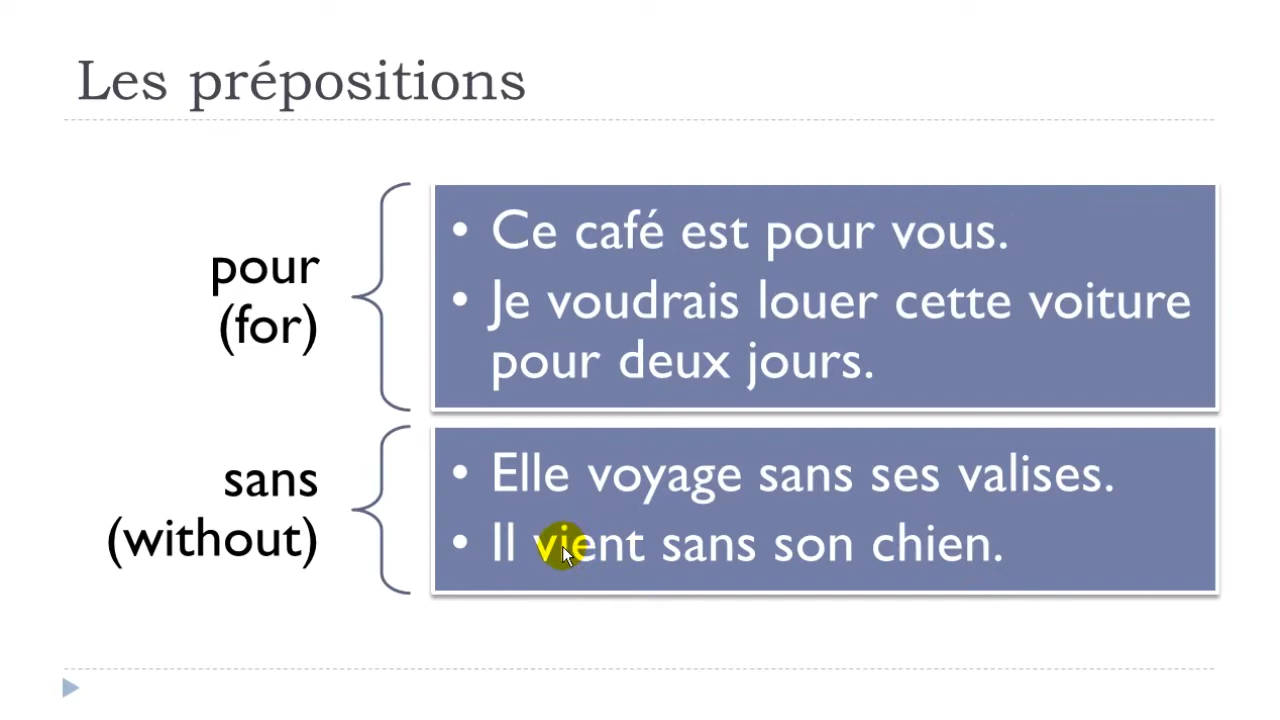 Les prépositions
pour
(for)
• Ce café est pour vous.
• Je voudrais louer cette voiture
pour deux jours.
sans
(without)
• Elle voyage sans ses valises.
• Il vient sans son chien.